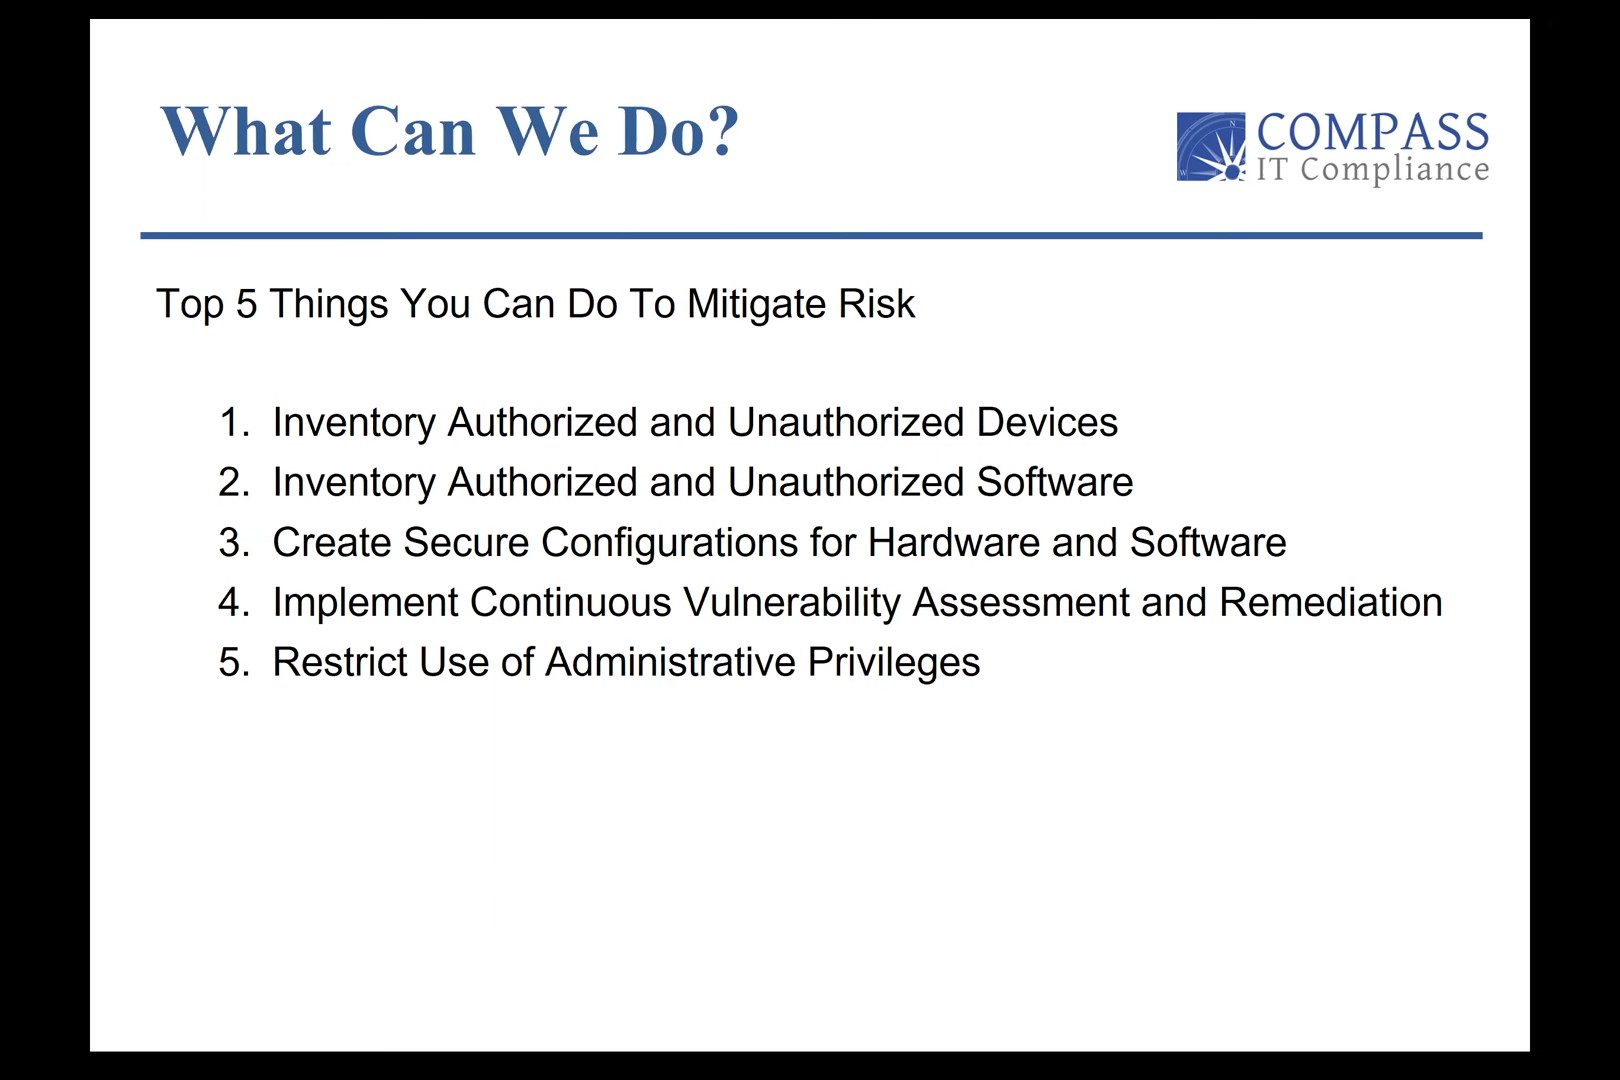 What Can We Do?
COMPASS
IT Compliance
N
W
Top 5 Things You Can Do To Mitigate Risk
1. Inventory Authorized and Unauthorized Devices
2. Inventory Authorized and Unauthorized Software
3. Create Secure Configurations for Hardware and Software
4. Implement Continuous Vulnerability Assessment and Remediation
5. Restrict Use of Administrative Privileges